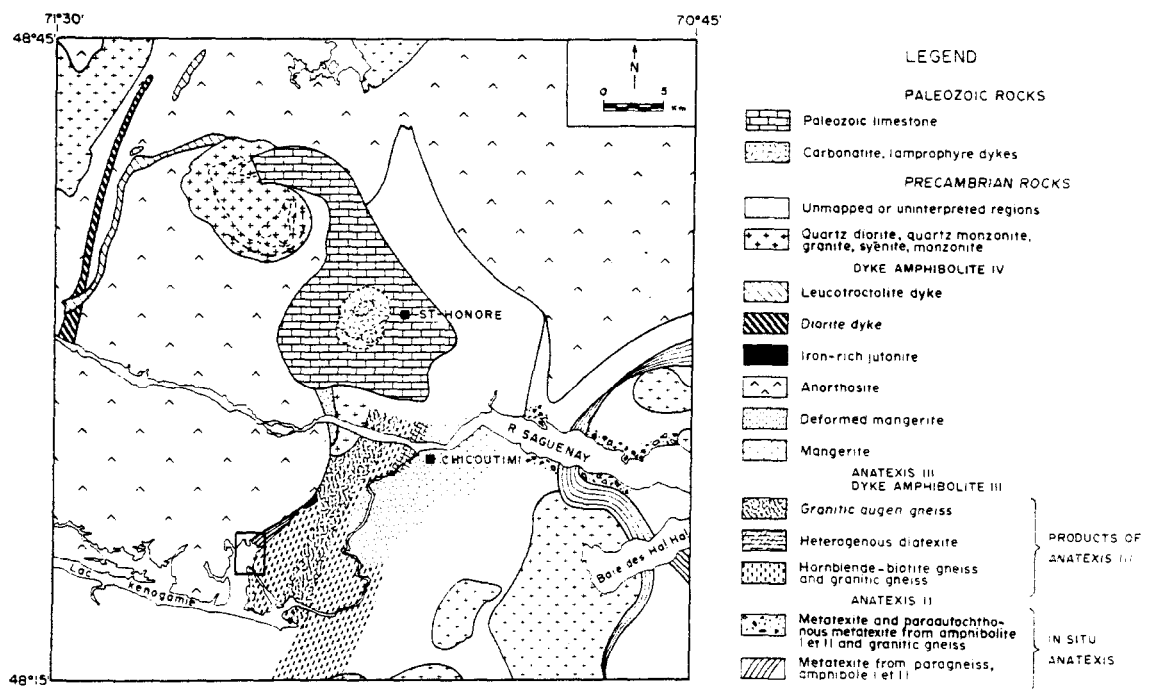 71°30'
70°45'
48°45'
48°15'
N
0 5
Km
ST-HONORE
R SAGUENAY
CHICOUTIMI
Baie des Ha! Ha!
Lac Kenogamie
LEGEND
PALEOZOIC ROCKS
Paleozoic limestone
Carbonatite, lamprophyre dykes
PRECAMBRIAN ROCKS
Unmapped or uninterpreted regions
Quartz diorite, quartz monzonite,
granite, syenite, monzonite
DYKE AMPHIBOLITE IV
Leucotroctolite dyke
Diorite dyke
Iron-rich jotunite
Anorthosite
Deformed mangerite
Mangerite
ANATEXIS III
DYKE AMPHIBOLITE III
Granitic augen gneiss
Heterogenous diatexite
Hornblende-biotite gneiss
and granitic gneiss
PRODUCTS OF
ANATEXIS III
ANATEXIS II
Metatexite and paraautochtho-
nous metatexite from amphibolite
I et II and granitic gneiss
Metatexite from paragneiss,
amphibole I et II
IN SITU
ANATEXIS